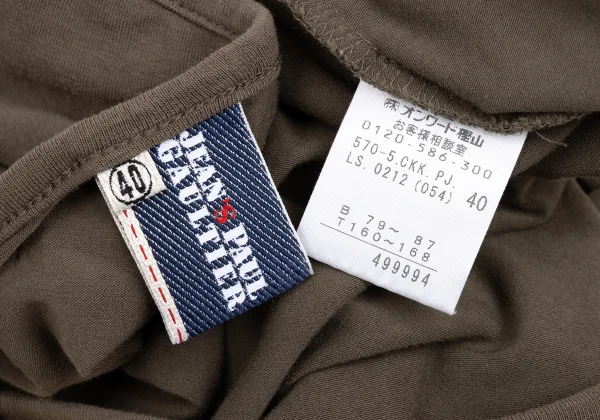 40
JEAN'S PAUL
GAULTIER
㈱オンワード樫山
お客様相談室
0120-586-300
570-5.CKK.PJ.
LS.0212(054) 40
B 79~ 87
T160~168
499994